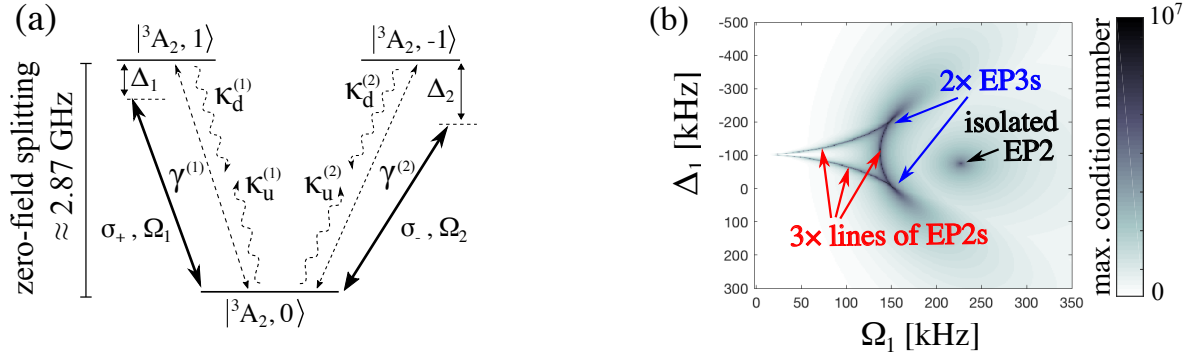 (a)
|³A₂, 1⟩
|³A₂, -1⟩
Δ₁
κ_d^(1)
κ_d^(2)
Δ₂
zero-field splitting
≈ 2.87 GHz
γ^(1)
κ_u^(1)
κ_u^(2)
γ^(2)
σ₊ , Ω₁
σ₋ , Ω₂
|³A₂,0⟩
(b)
-500
-400
-300
-200
-100
0
100
200
300
Δ₁ [kHz]
2× EP3s
isolated
EP2
3× lines of EP2s
0
50
100
150
200
250
300
350
Ω₁ [kHz]
10⁷
max. condition number
0